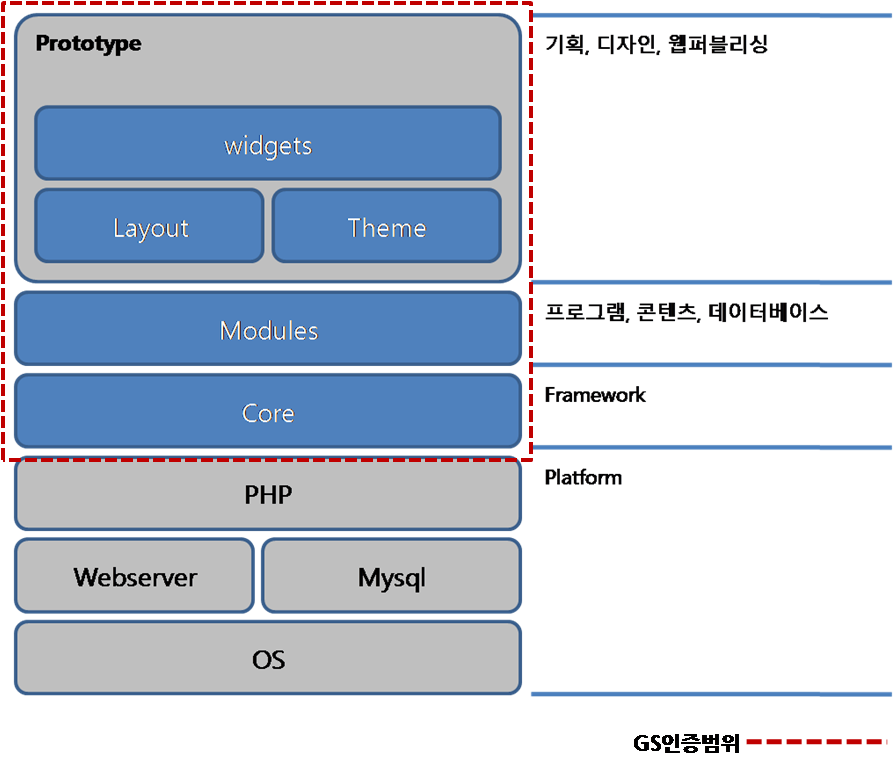 Prototype
기획, 디자인, 웹퍼블리싱
widgets
Layout
Theme
Modules
프로그램, 콘텐츠, 데이터베이스
Core
Framework
PHP
Platform
Webserver
Mysql
OS
GS인증범위